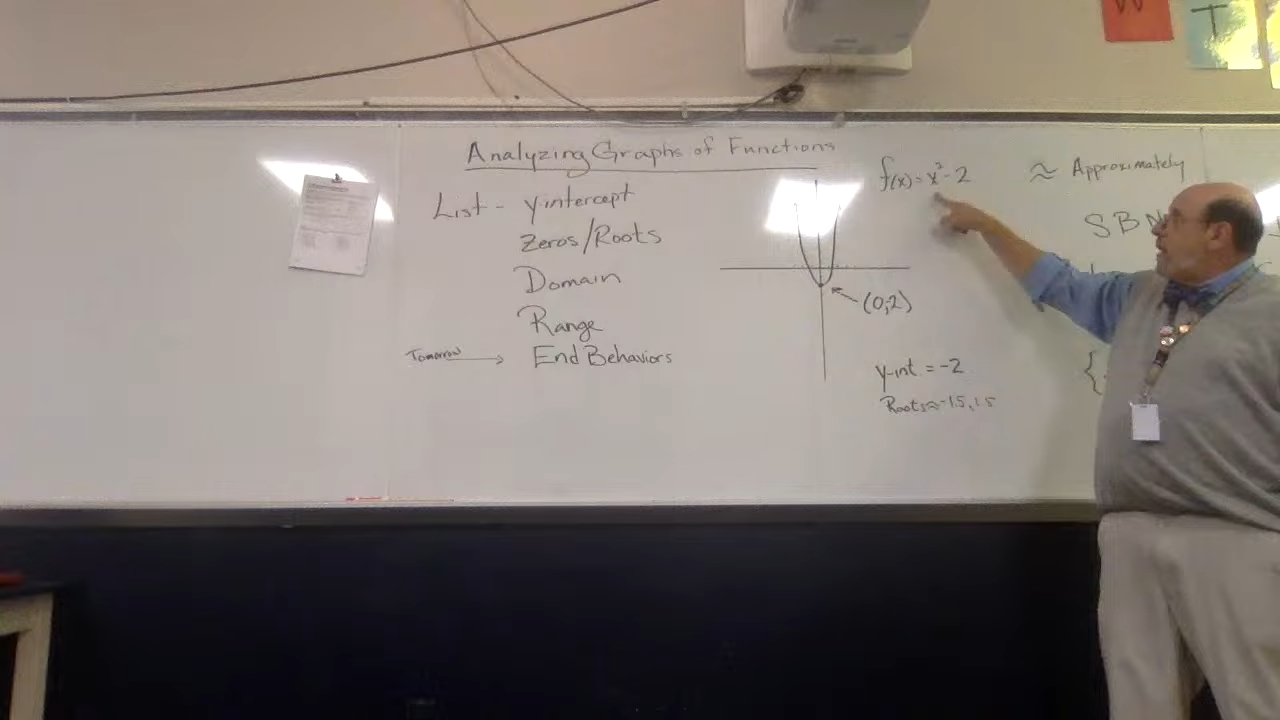 W
T
Analyzing Graphs of Functions
List - y-intercept
Zeros/Roots
Domain
Range
Tomorrow → End Behaviors
f(x) = x² - 2
(0,-2)
y-int = -2
Roots ≈ -1.5, 1.5
≈ Approximately
SBN
{